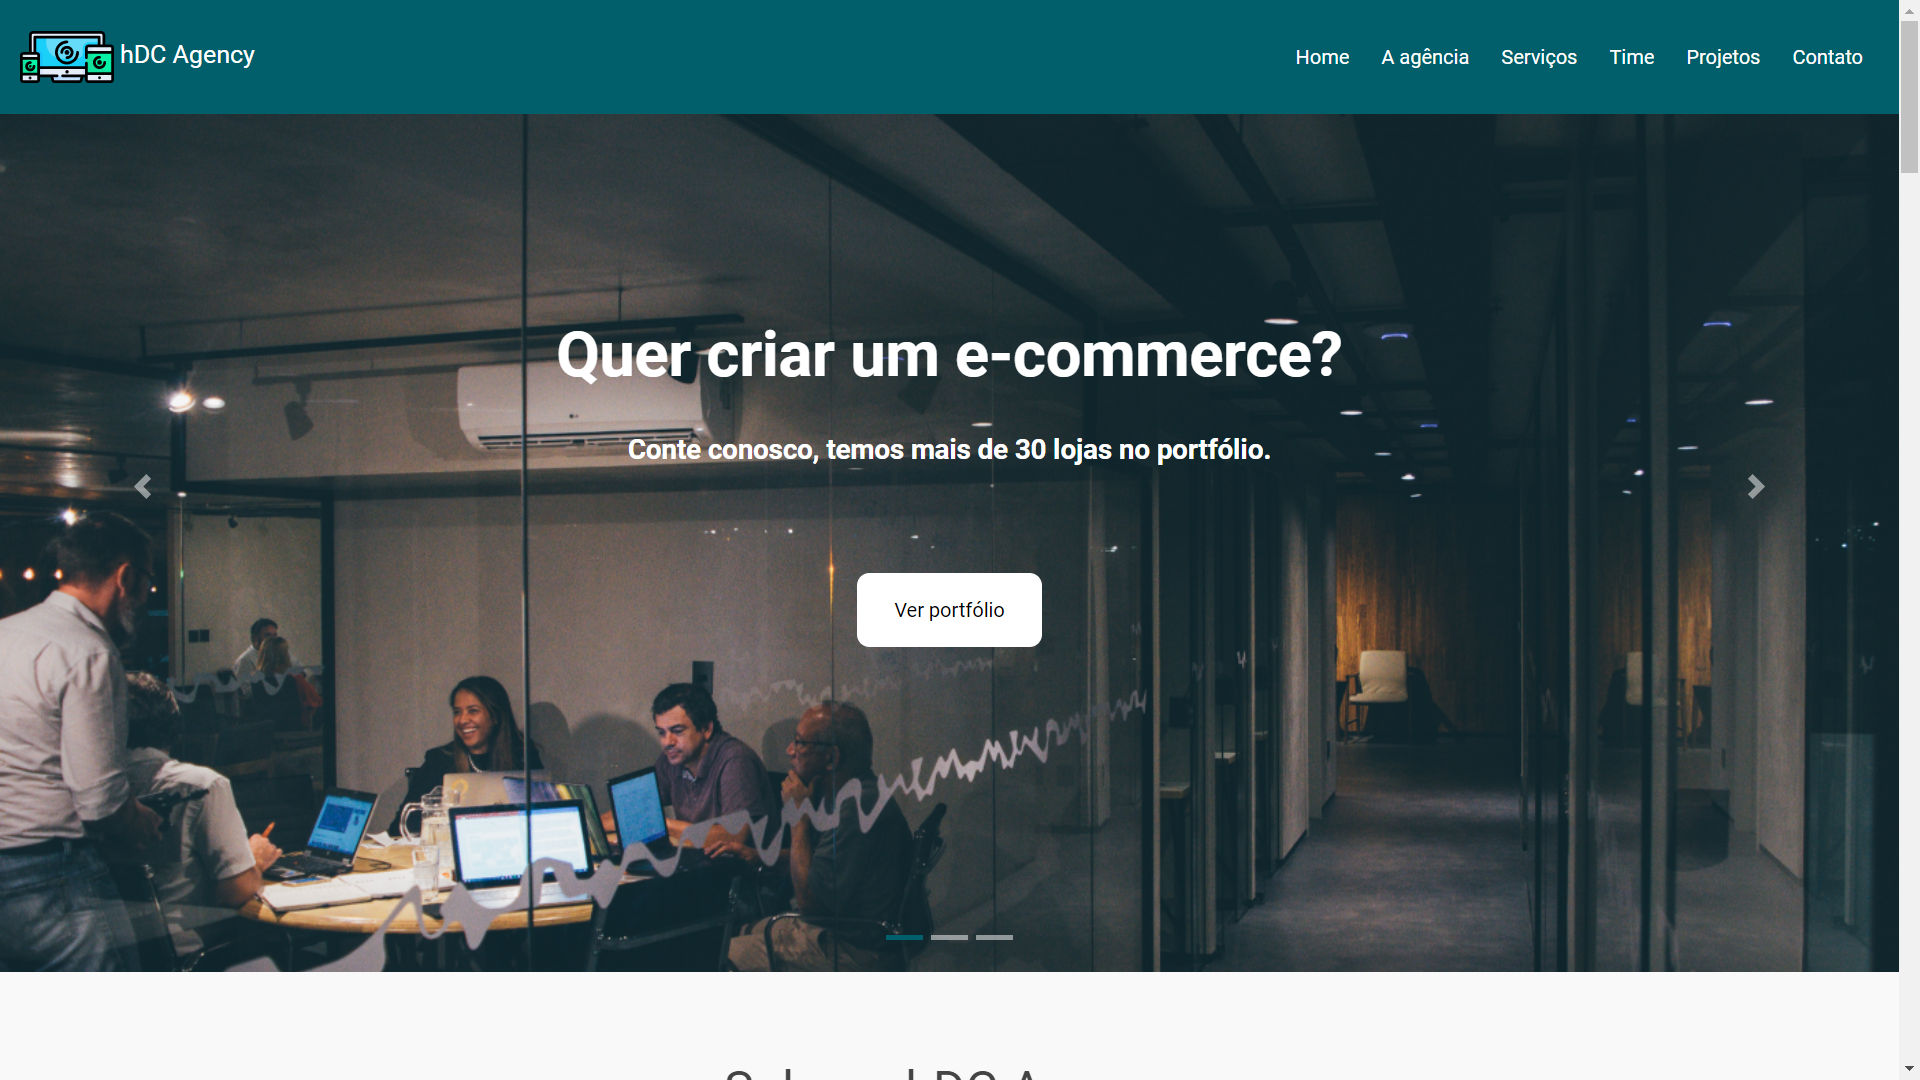 hDC Agency
Home A agência Serviços Time Projetos Contato
Quer criar um e-commerce?
Conte conosco, temos mais de 30 lojas no portfólio.
Ver portfólio